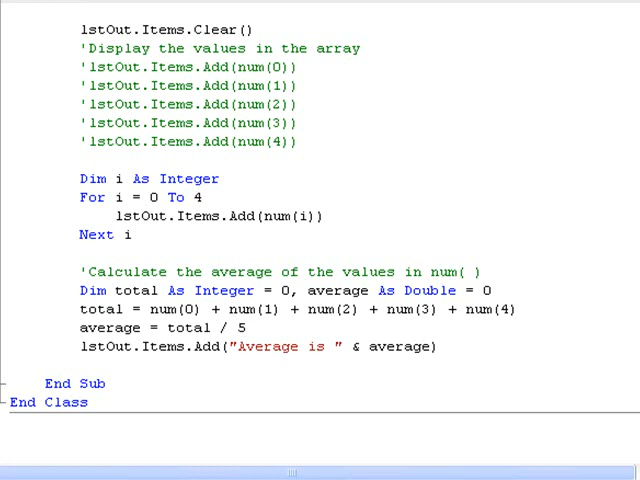 lstOut.Items.Clear()
'Display the values in the array
'lstOut.Items.Add(num(0))
'lstOut.Items.Add(num(1))
'lstOut.Items.Add(num(2))
'lstOut.Items.Add(num(3))
'lstOut.Items.Add(num(4))
Dim i As Integer
For i = 0 To 4
lstOut.Items.Add(num(i))
Next i
'Calculate the average of the values in num( )
Dim total As Integer = 0, average As Double = 0
total = num(0) + num(1) + num(2) + num(3) + num(4)
average = total / 5
lstOut.Items.Add("Average is " & average)
End Sub
End Class